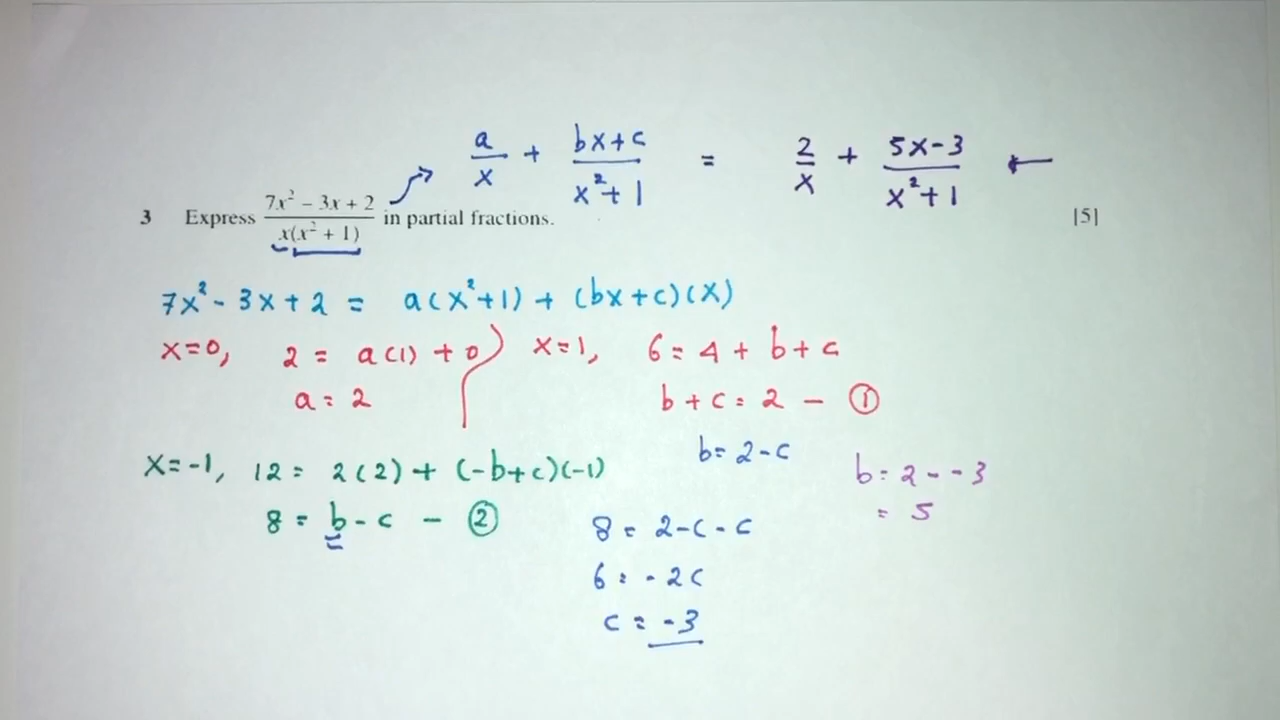 a/x + (bx+c)/(x²+1) = 2/x + (5x-3)/(x²+1) ←
3 Express (7x² − 3x + 2)/(x(x² + 1)) in partial fractions. [5]
7x² - 3x + 2 = a(x²+1) + (bx+c)(x)
x=0, 2 = a(1) + 0 x=1, 6 = 4 + b + c
a = 2 b + c = 2 - ①
b = 2 - c
x=-1, 12 = 2(2) + (-b+c)(-1)
b = 2 - -3
8 = b - c - ②
= 5
8 = 2-c-c
6 = -2c
c = -3